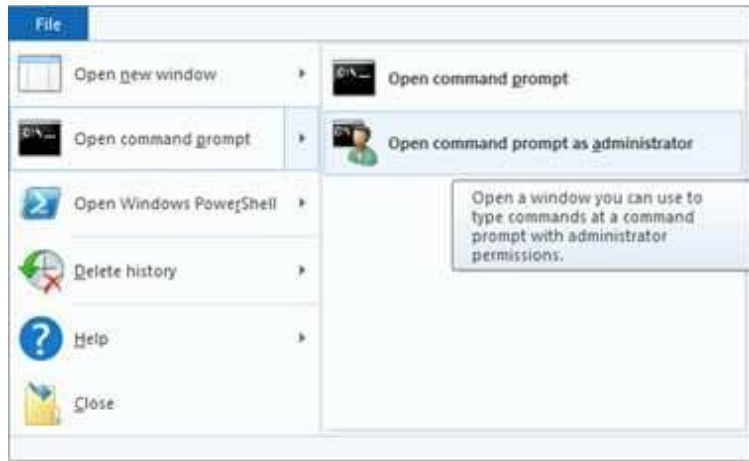 File
Open new window
Open command prompt
Open Windows PowerShell
Delete history
Help
Close
Open command prompt
Open command prompt as administrator
Open a window you can use to
type commands at a command
prompt with administrator
permissions.